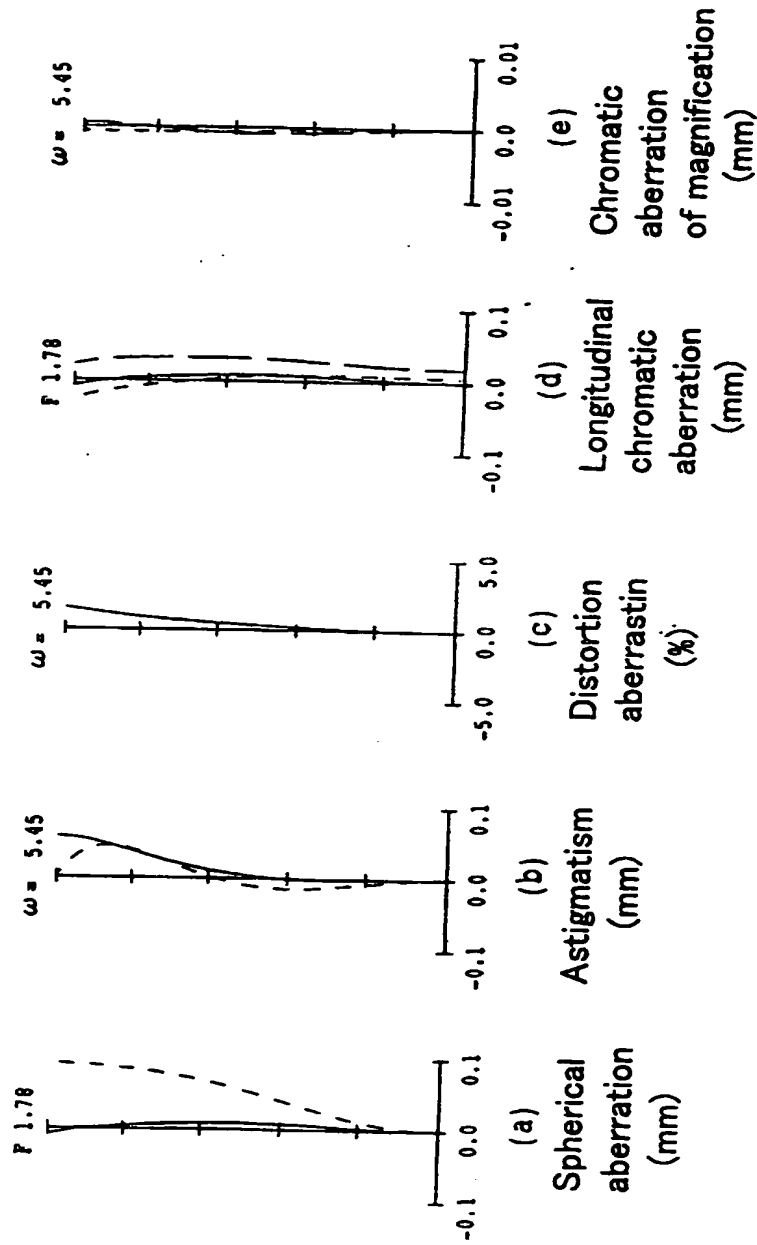 F 1.78
-0.1 0.0 0.1
(a)
Spherical
aberration
(mm)
ω = 5.45
-0.1 0.0 0.1
(b)
Astigmatism
(mm)
ω = 5.45
-5.0 0.0 5.0
(c)
Distortion
aberrastin
(%)
F 1.78
-0.1 0.0 0.1
(d)
Longitudinal
chromatic
aberration
(mm)
ω = 5.45
-0.01 0.0 0.01
(e)
Chromatic
aberration
of magnification
(mm)